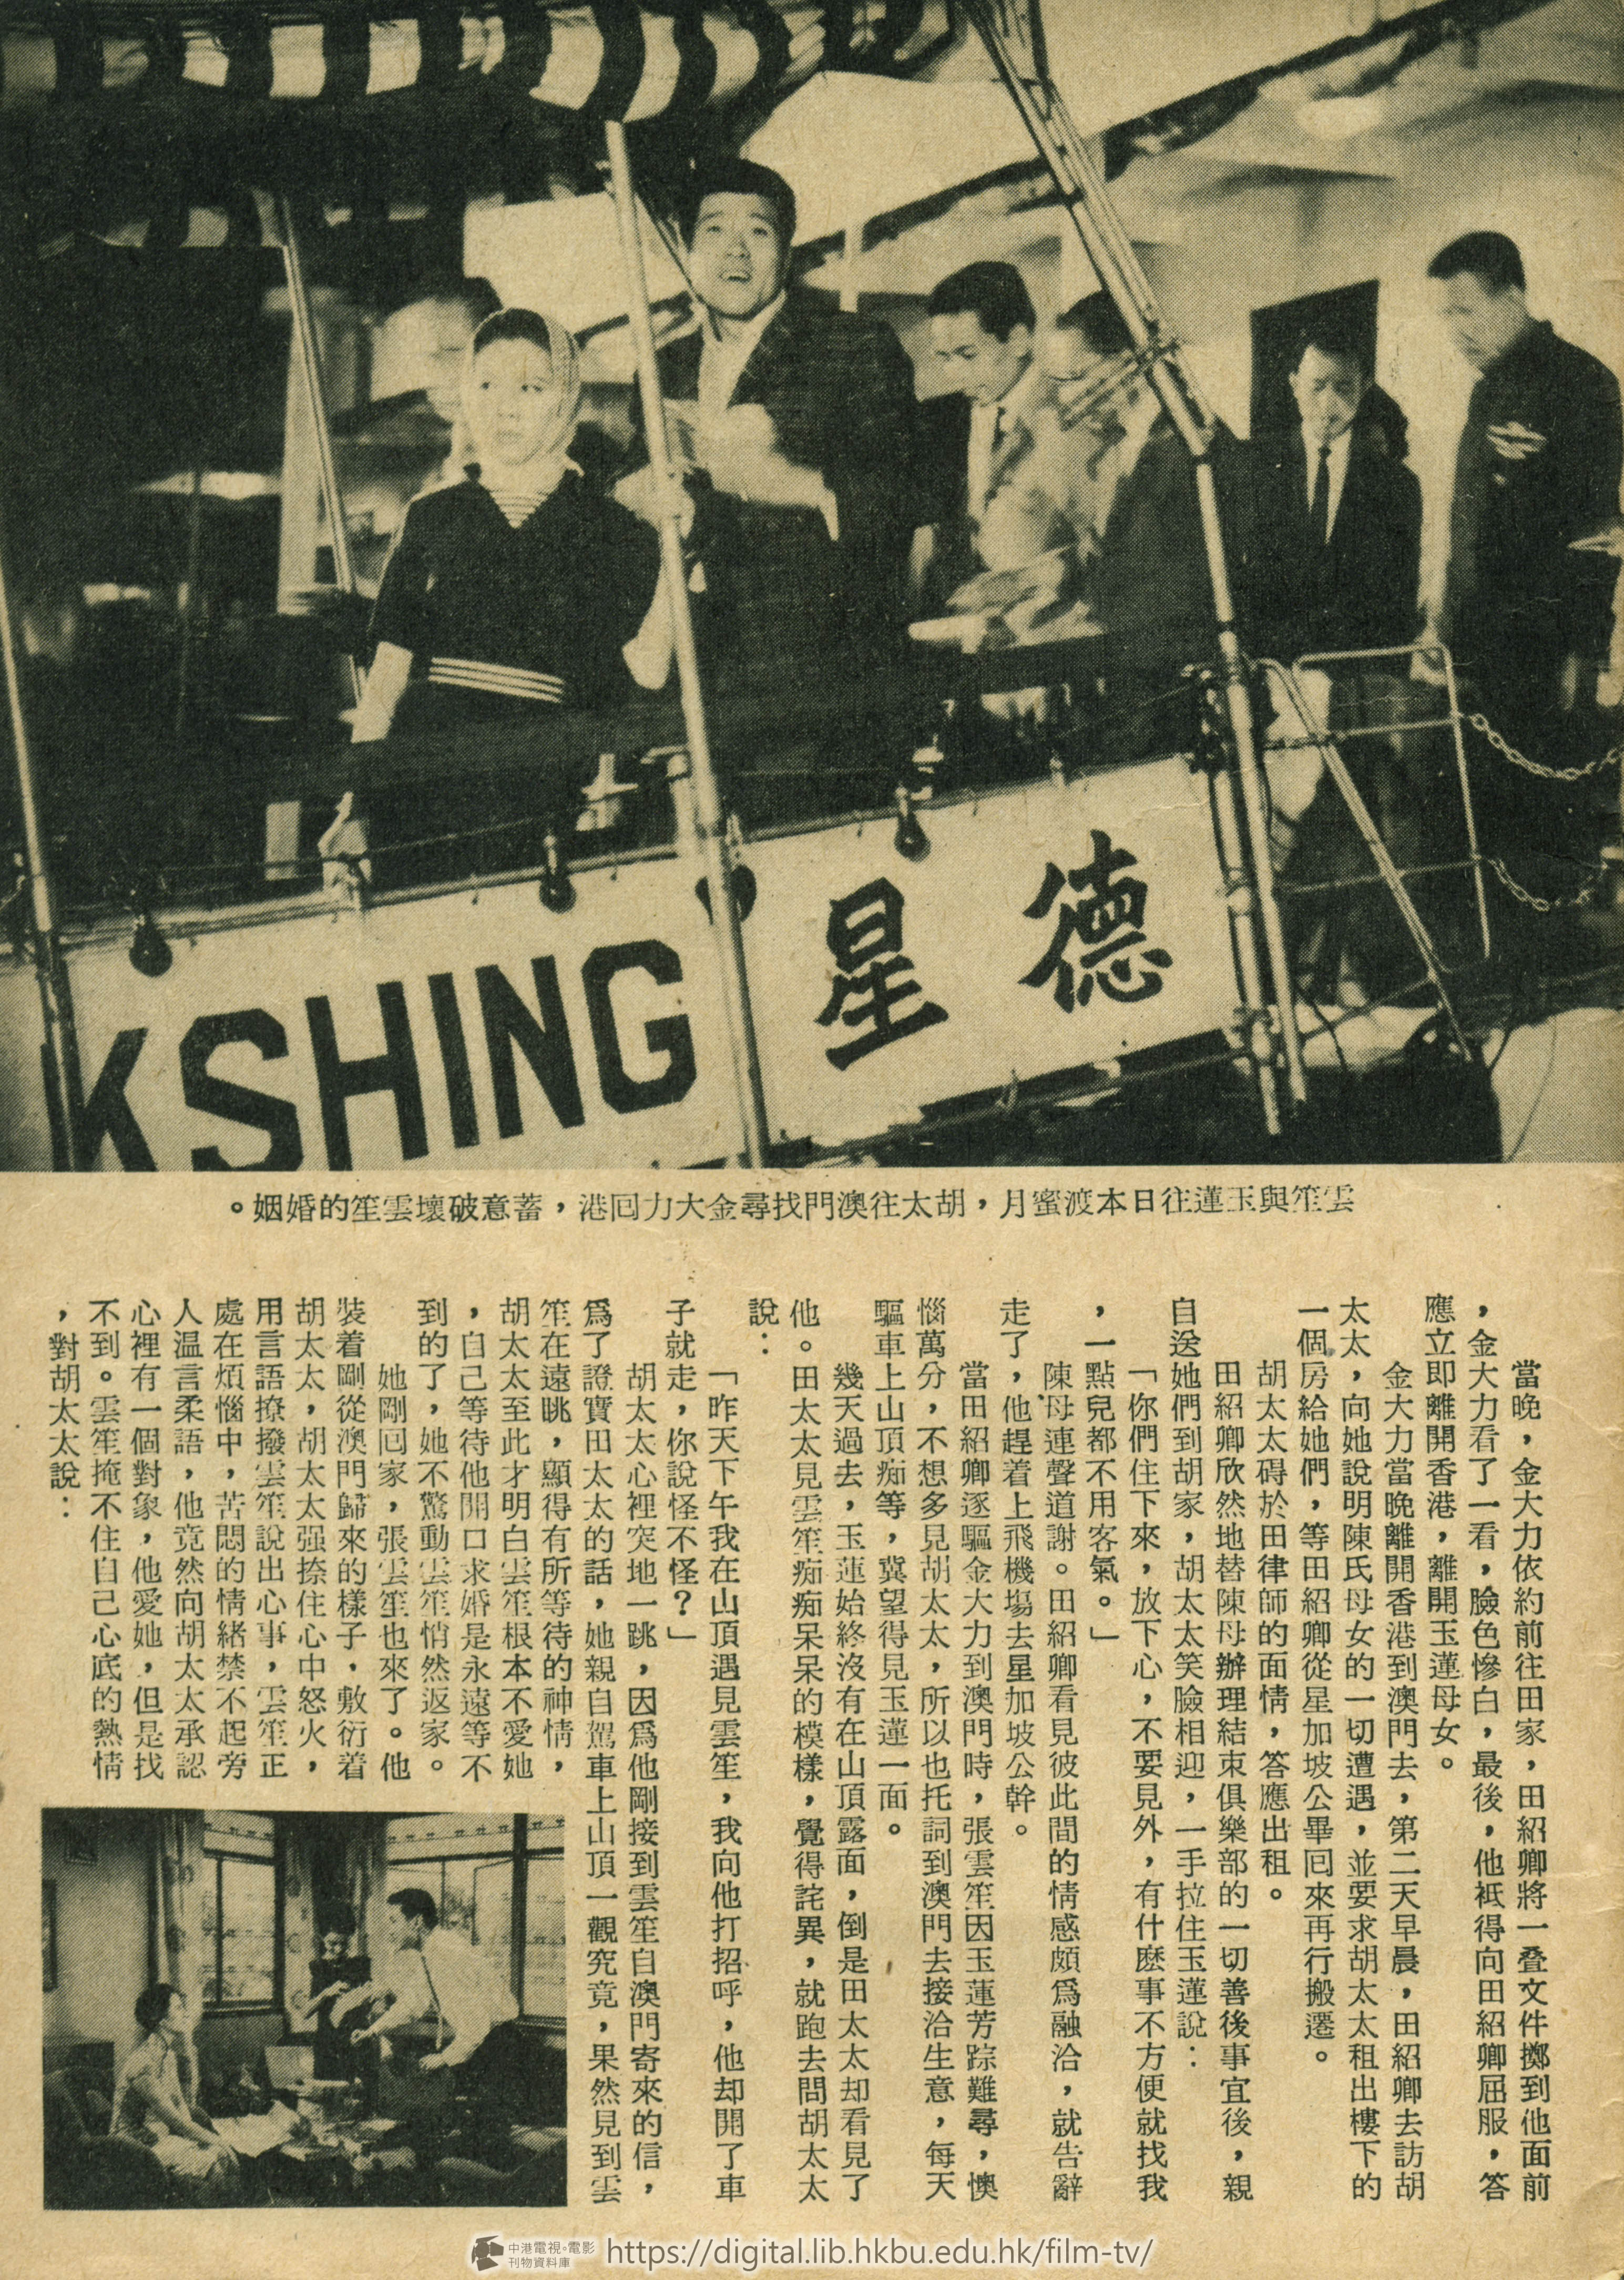 KSHING 星德
雲笙與玉蓮往日本渡蜜月，胡太往澳門找尋金大力囘港，蓄意破壞雲笙的婚姻。
當晚，金大力依約前往田家，田紹卿將一叠文件擲到他面前
，金大力看了一看，臉色慘白，最後，他祇得向田紹卿屈服，答
應立即離開香港，離開玉蓮母女。
金大力當晚離開香港到澳門去，第二天早晨，田紹卿去訪胡
太太，向她說明陳氏母女的一切遭遇，並要求胡太太租出樓下的
一個房給她們，等田紹卿從星加坡公畢囘來再行搬遷。
胡太太碍於田律師的面情，答應出租。
田紹卿欣然地替陳母辦理結束俱樂部的一切善後事宜後，親
自送她們到胡家，胡太太笑臉相迎，一手拉住玉蓮說：
「你們住下來，放下心，不要見外，有什麽事不方便就找我
，一點兒都不用客氣。」
陳母連聲道謝。田紹卿看見彼此間的情感頗爲融洽，就告辭
走了，他趕着上飛機塲去星加坡公幹。
當田紹卿逐驅金大力到澳門時，張雲笙因玉蓮芳踪難尋，懊
惱萬分，不想多見胡太太，所以也托詞到澳門去接洽生意，每天
驅車上山頂痴等，冀望得見玉蓮一面。
幾天過去，玉蓮始終沒有在山頂露面，倒是田太太却看見了
他。田太太見雲笙痴痴呆呆的模樣，覺得詫異，就跑去問胡太太
說：
「昨天下午我在山頂遇見雲笙，我向他打招呼，他却開了車
子就走，你說怪不怪？」
胡太太心裡突地一跳，因爲他剛接到雲笙自澳門寄來的信，
爲了證實田太太的話，她親自駕車上山頂一觀究竟，果然見到雲
笙在遠眺，顯得有所等待的神情，
胡太太至此才明白雲笙根本不愛她
，自己等待他開口求婚是永遠等不
到的了，她不驚動雲笙悄然返家。
她剛囘家，張雲笙也來了。他
裝着剛從澳門歸來的樣子，敷衍着
胡太太，胡太太强捺住心中怒火，
用言語撩撥雲笙說出心事，雲笙正
處在煩惱中，苦悶的情緒禁不起旁
人温言柔語，他竟然向胡太太承認
心裡有一個對象，他愛她，但是找
不到。雲笙掩不住自己心底的熱情
，對胡太太說：
中港電視·電影
刊物資料庫
https://digital.lib.hkbu.edu.hk/film-tv/